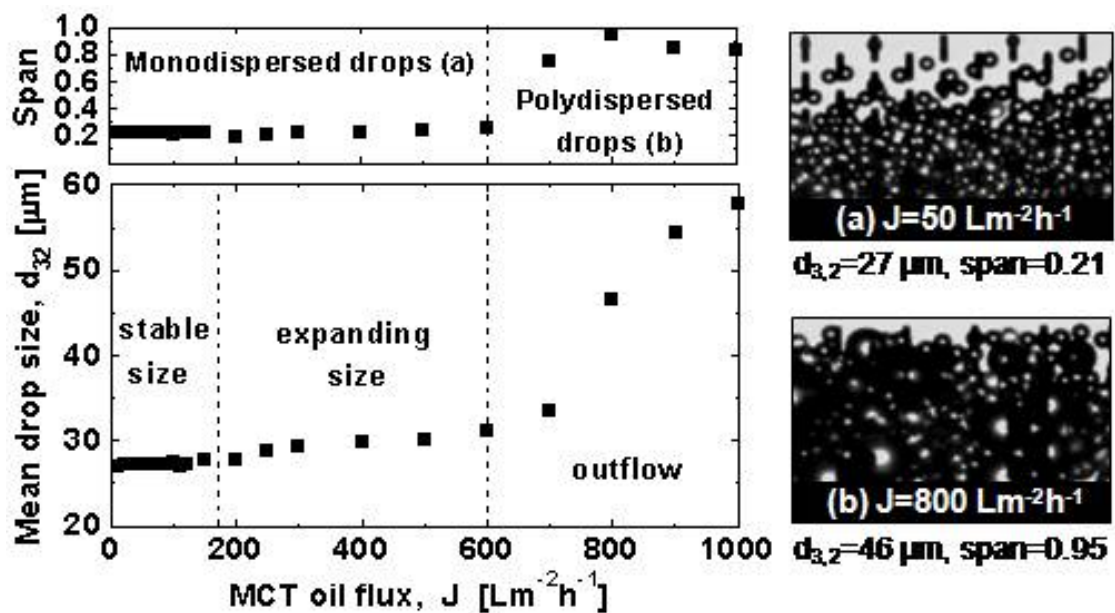 Span
1.0
0.8
0.6
0.4
0.2
Monodispersed drops (a)
Polydispersed
drops (b)
Mean drop size, d32 [µm]
60
50
40
30
20
stable
size
expanding
size
outflow
0
200
400
600
800
1000
MCT oil flux, J [Lm⁻²h⁻¹]
(a) J=50 Lm⁻²h⁻¹
d3,2=27 µm, span=0.21
(b) J=800 Lm⁻²h⁻¹
d3,2=46 µm, span=0.95